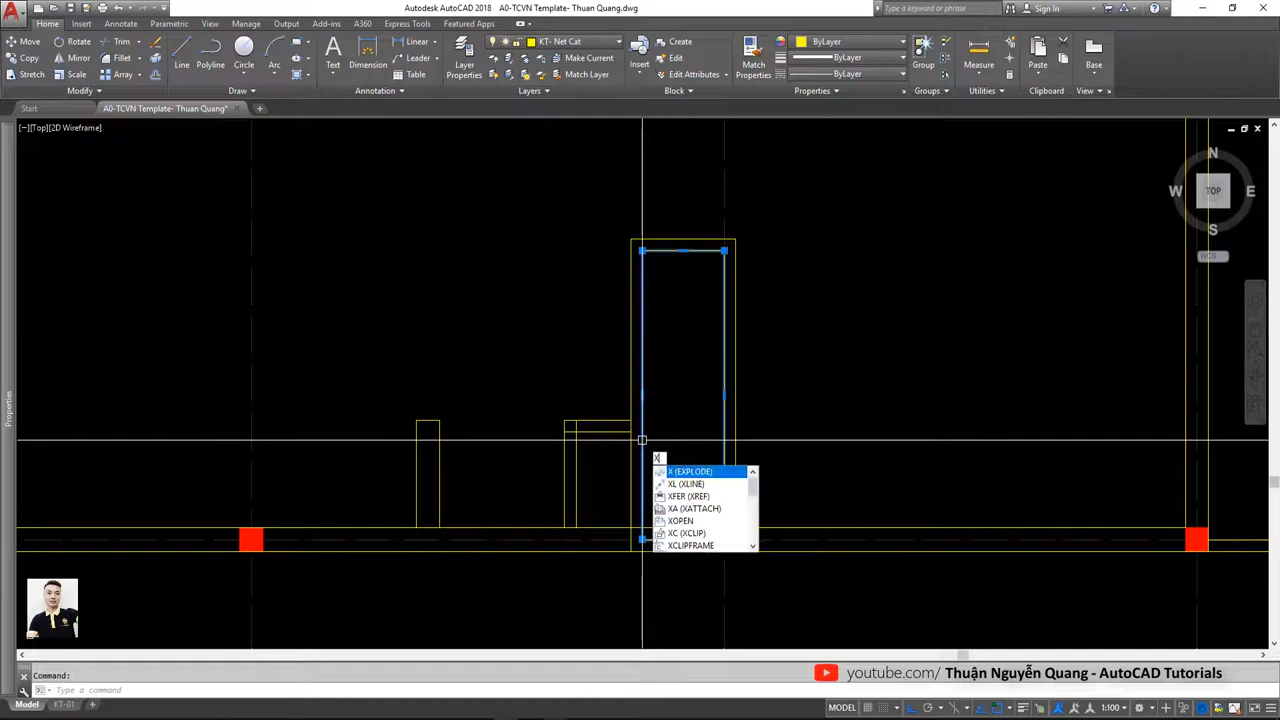 Autodesk AutoCAD 2018 A0-TCVN Template- Thuan Quang.dwg
Type a keyword or phrase
Sign In
Home Insert Annotate Parametric View Manage Output Add-ins A360 Express Tools Featured Apps
Move Rotate Trim
Copy Mirror Fillet
Stretch Scale Array
Modify
Line Polyline Circle Arc
Draw
Text Dimension
Linear
Leader
Table
Annotation
Layer Properties
KT- Net Cat
Make Current
Match Layer
Layers
Insert
Create
Edit
Edit Attributes
Block
Match Properties
ByLayer
ByLayer
ByLayer
Properties
Group
Groups
Measure
Utilities
Paste
Clipboard
Base
View
Start A0-TCVN Template- Thuan Quang*
[−][Top][2D Wireframe]
N
W TOP E
S
WCS
Properties
X
X (EXPLODE)
XL (XLINE)
XFER (XREF)
XA (XATTACH)
XOPEN
XC (XCLIP)
XCLIPFRAME
Command:
Type a command
youtube.com/ Thuận Nguyễn Quang - AutoCAD Tutorials
Model KT-01
MODEL 1:100